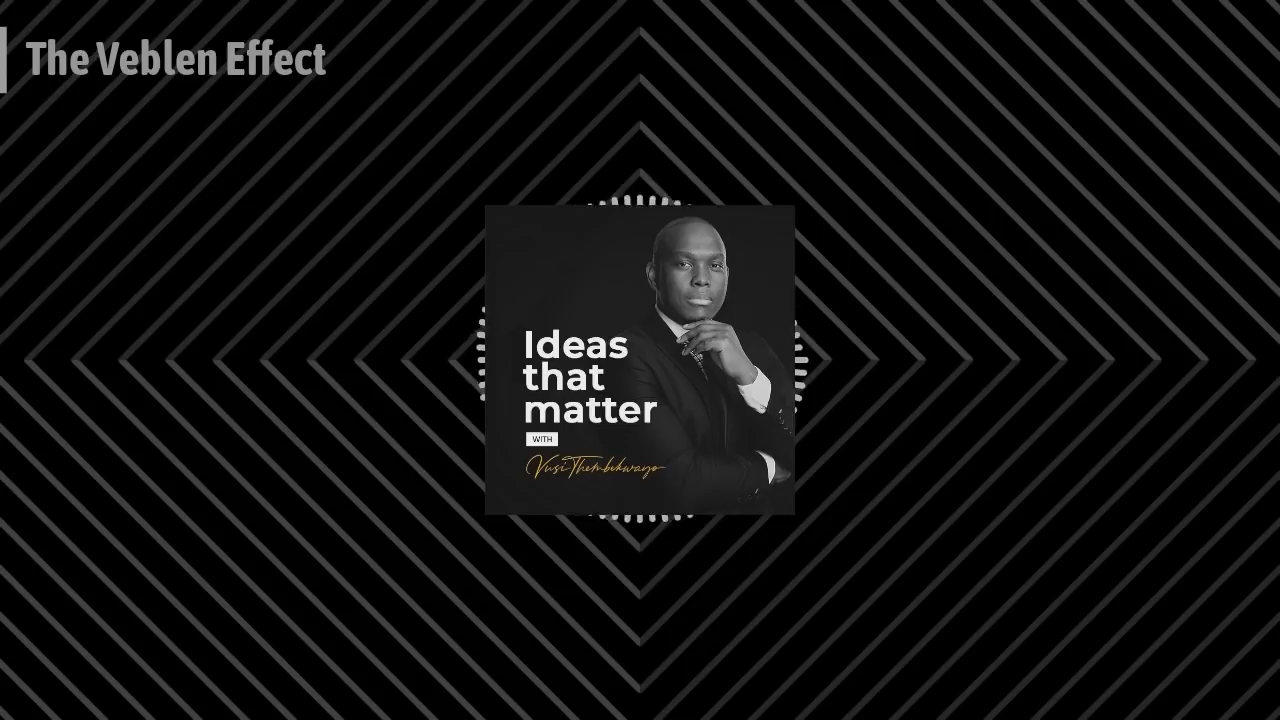 The Veblen Effect
Ideas
that
matter
WITH
Vusi Thembekwayo